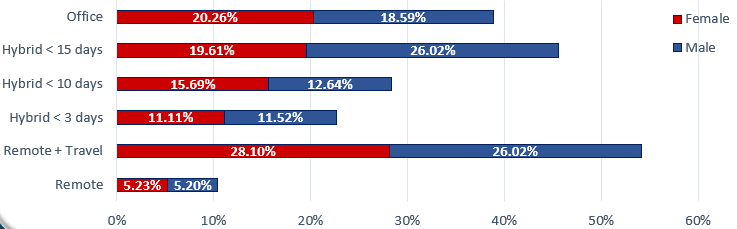 Office 20.26% 18.59% Female
Hybrid < 15 days 19.61% 26.02% Male
Hybrid < 10 days 15.69% 12.64%
Hybrid < 3 days 11.11% 11.52%
Remote + Travel 28.10% 26.02%
Remote 5.23% 5.20%
0% 10% 20% 30% 40% 50% 60%